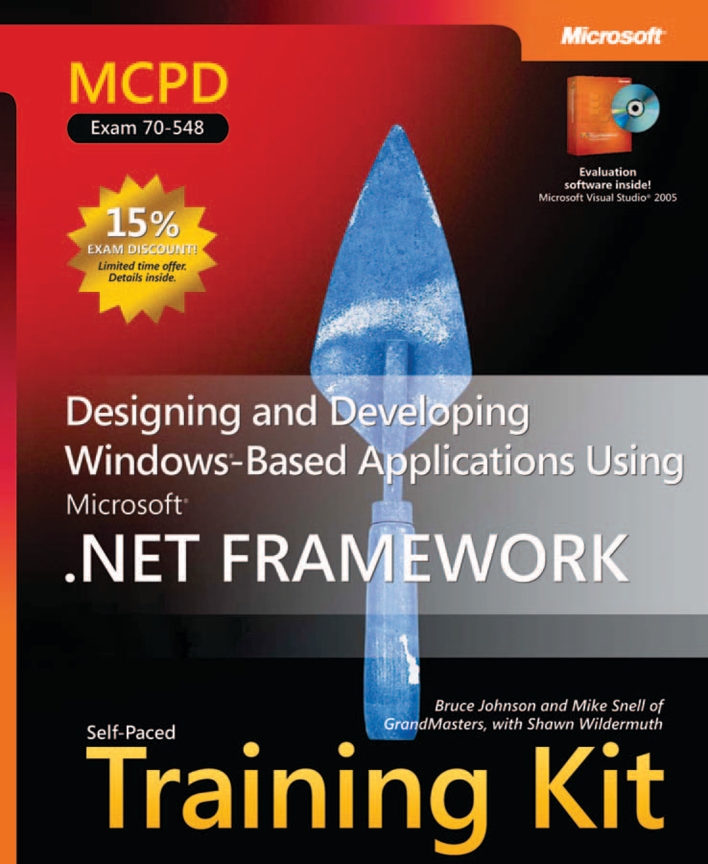 Microsoft
MCPD
Exam 70-548
Evaluation
software inside!
Microsoft Visual Studio® 2005
15%
EXAM DISCOUNT!
Limited time offer.
Details inside.
Designing and Developing
Windows®-Based Applications Using
Microsoft®
.NET FRAMEWORK
Bruce Johnson and Mike Snell of
GrandMasters, with Shawn Wildermuth
Self-Paced
Training Kit